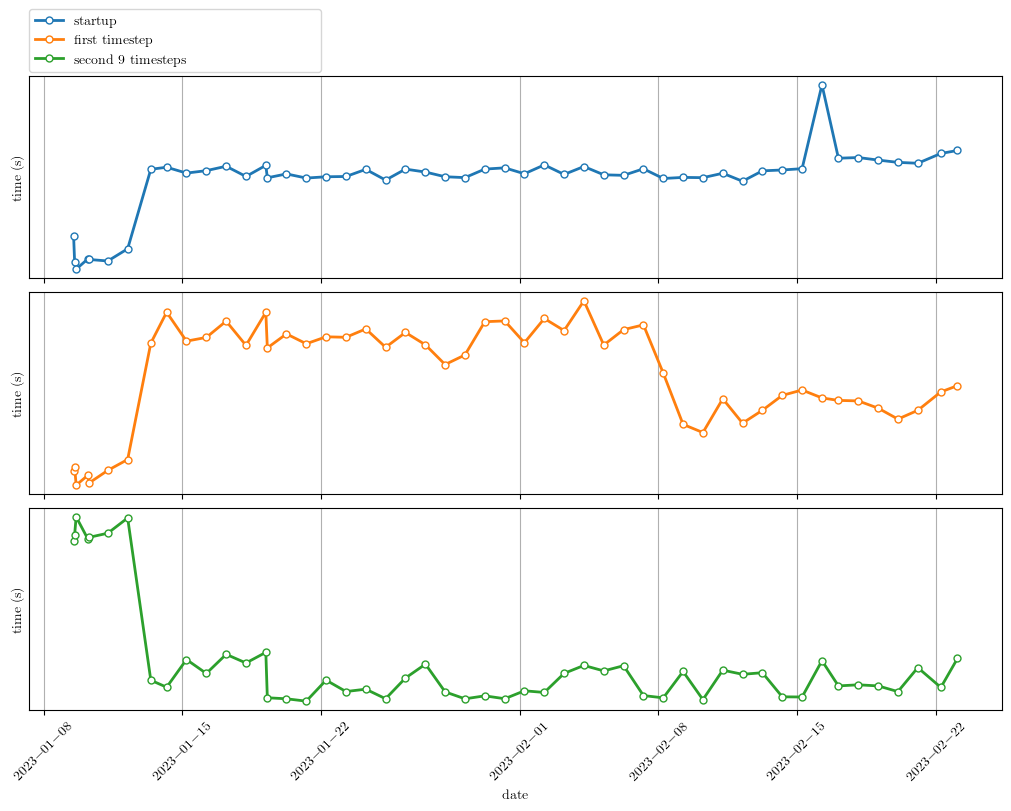 startup
first timestep
second 9 timesteps
time (s)
time (s)
time (s)
2023−01−08
2023−01−15
2023−01−22
2023−02−01
2023−02−08
2023−02−15
2023−02−22
date